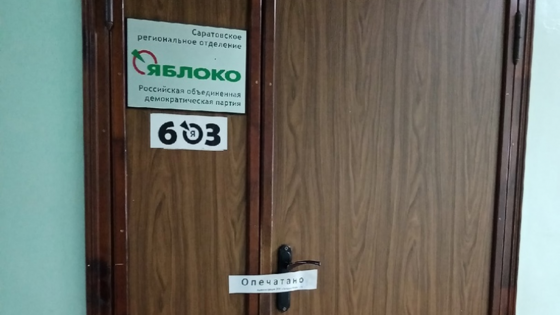 Саратовское
региональное отделение
ЯБЛОКО
Российская объединенная
демократическая партия
603
я
Опечатано